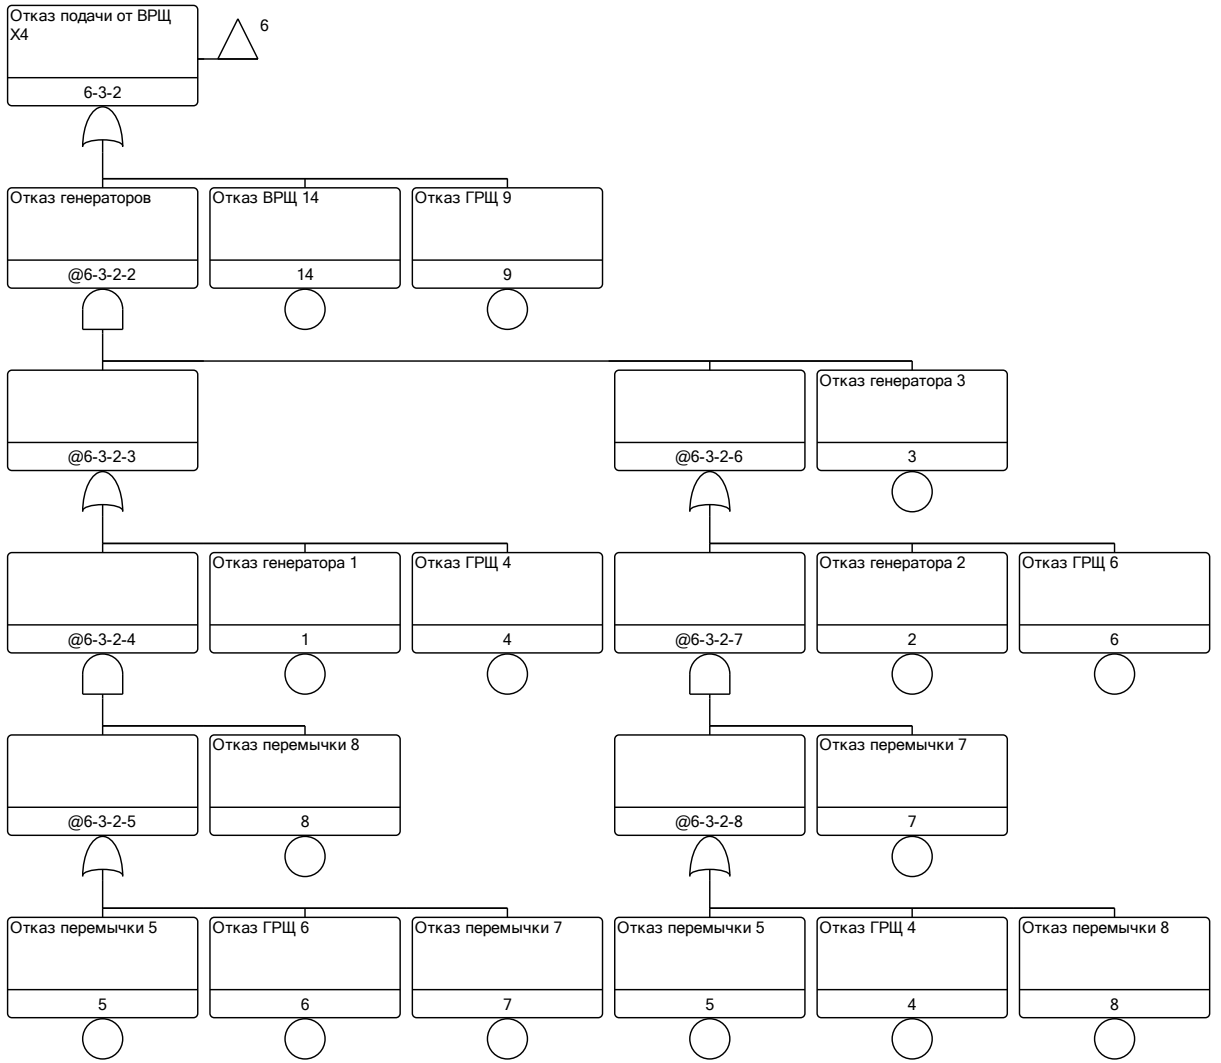 Отказ подачи от ВРЩ
X4
6
6-3-2
Отказ генераторов
Отказ ВРЩ 14
Отказ ГРЩ 9
@6-3-2-2
14
9
Отказ генератора 3
@6-3-2-3
@6-3-2-6
3
Отказ генератора 1
Отказ ГРЩ 4
Отказ генератора 2
Отказ ГРЩ 6
@6-3-2-4
1
4
@6-3-2-7
2
6
Отказ перемычки 8
Отказ перемычки 7
@6-3-2-5
8
@6-3-2-8
7
Отказ перемычки 5
Отказ ГРЩ 6
Отказ перемычки 7
Отказ перемычки 5
Отказ ГРЩ 4
Отказ перемычки 8
5
6
7
5
4
8